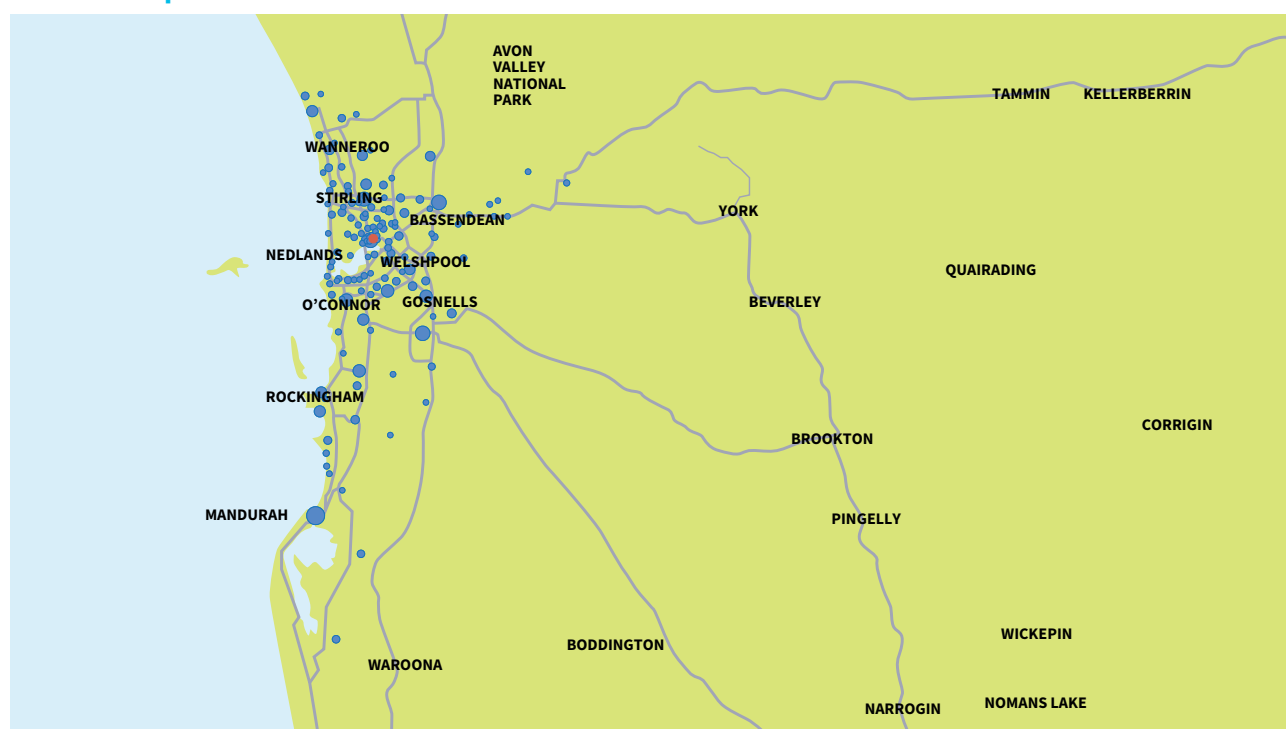 AVON
VALLEY
NATIONAL
PARK
TAMMIN
KELLERBERRIN
WANNEROO
STIRLING
YORK
BASSENDEAN
NEDLANDS
WELSHPOOL
QUAIRADING
O’CONNOR
GOSNELLS
BEVERLEY
ROCKINGHAM
CORRIGIN
BROOKTON
MANDURAH
PINGELLY
WICKEPIN
BODDINGTON
WAROONA
NOMANS LAKE
NARROGIN